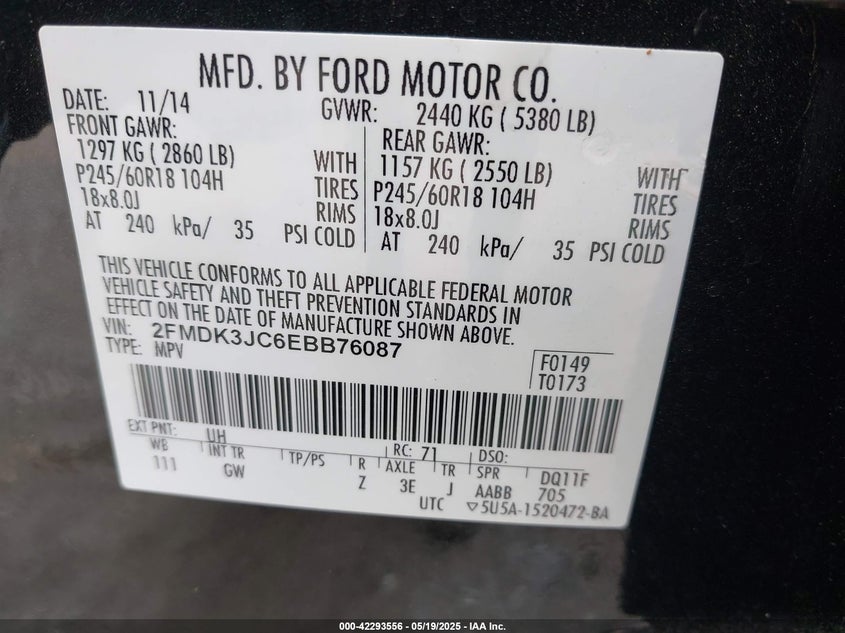 MFD. BY FORD MOTOR CO.
DATE: 11/14 GVWR: 2440 KG ( 5380 LB)
FRONT GAWR: REAR GAWR:
1297 KG ( 2860 LB) WITH 1157 KG ( 2550 LB) WITH
P245/60R18 104H TIRES P245/60R18 104H TIRES
18x8.0J RIMS 18x8.0J RIMS
AT 240 kPa/ 35 PSI COLD AT 240 kPa/ 35 PSI COLD
THIS VEHICLE CONFORMS TO ALL APPLICABLE FEDERAL MOTOR
VEHICLE SAFETY AND THEFT PREVENTION STANDARDS IN
EFFECT ON THE DATE OF MANUFACTURE SHOWN ABOVE.
VIN: 2FMDK3JC6EBB76087
TYPE: MPV
F0149
T0173
EXT PNT: UH RC: 71 DSO:
WB INT TR TP/PS R AXLE TR SPR DQ11F
111 GW Z 3E J AABB 705
UTC ▽5U5A-1520472-BA
000-42293556 - 05/19/2025 - IAA Inc.